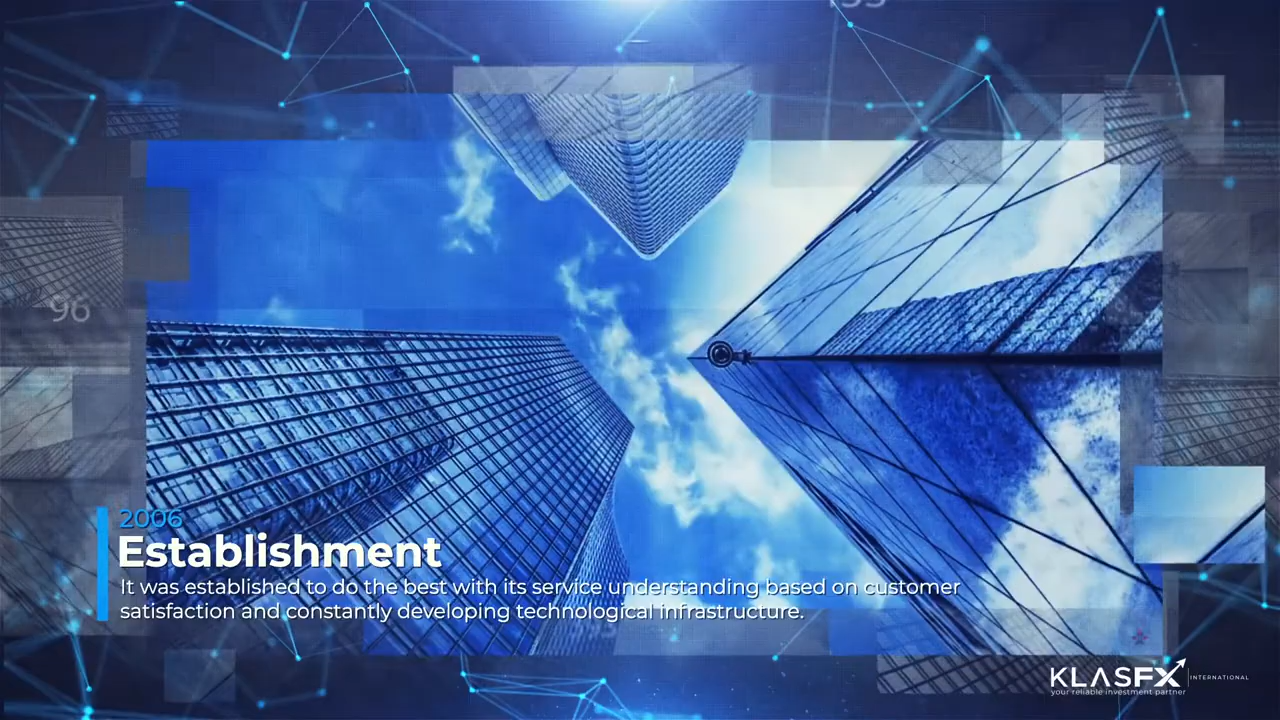 96
2006
Establishment
It was established to do the best with its service understanding based on customer
satisfaction and constantly developing technological infrastructure.
KLASFX INTERNATIONAL
your reliable investment partner